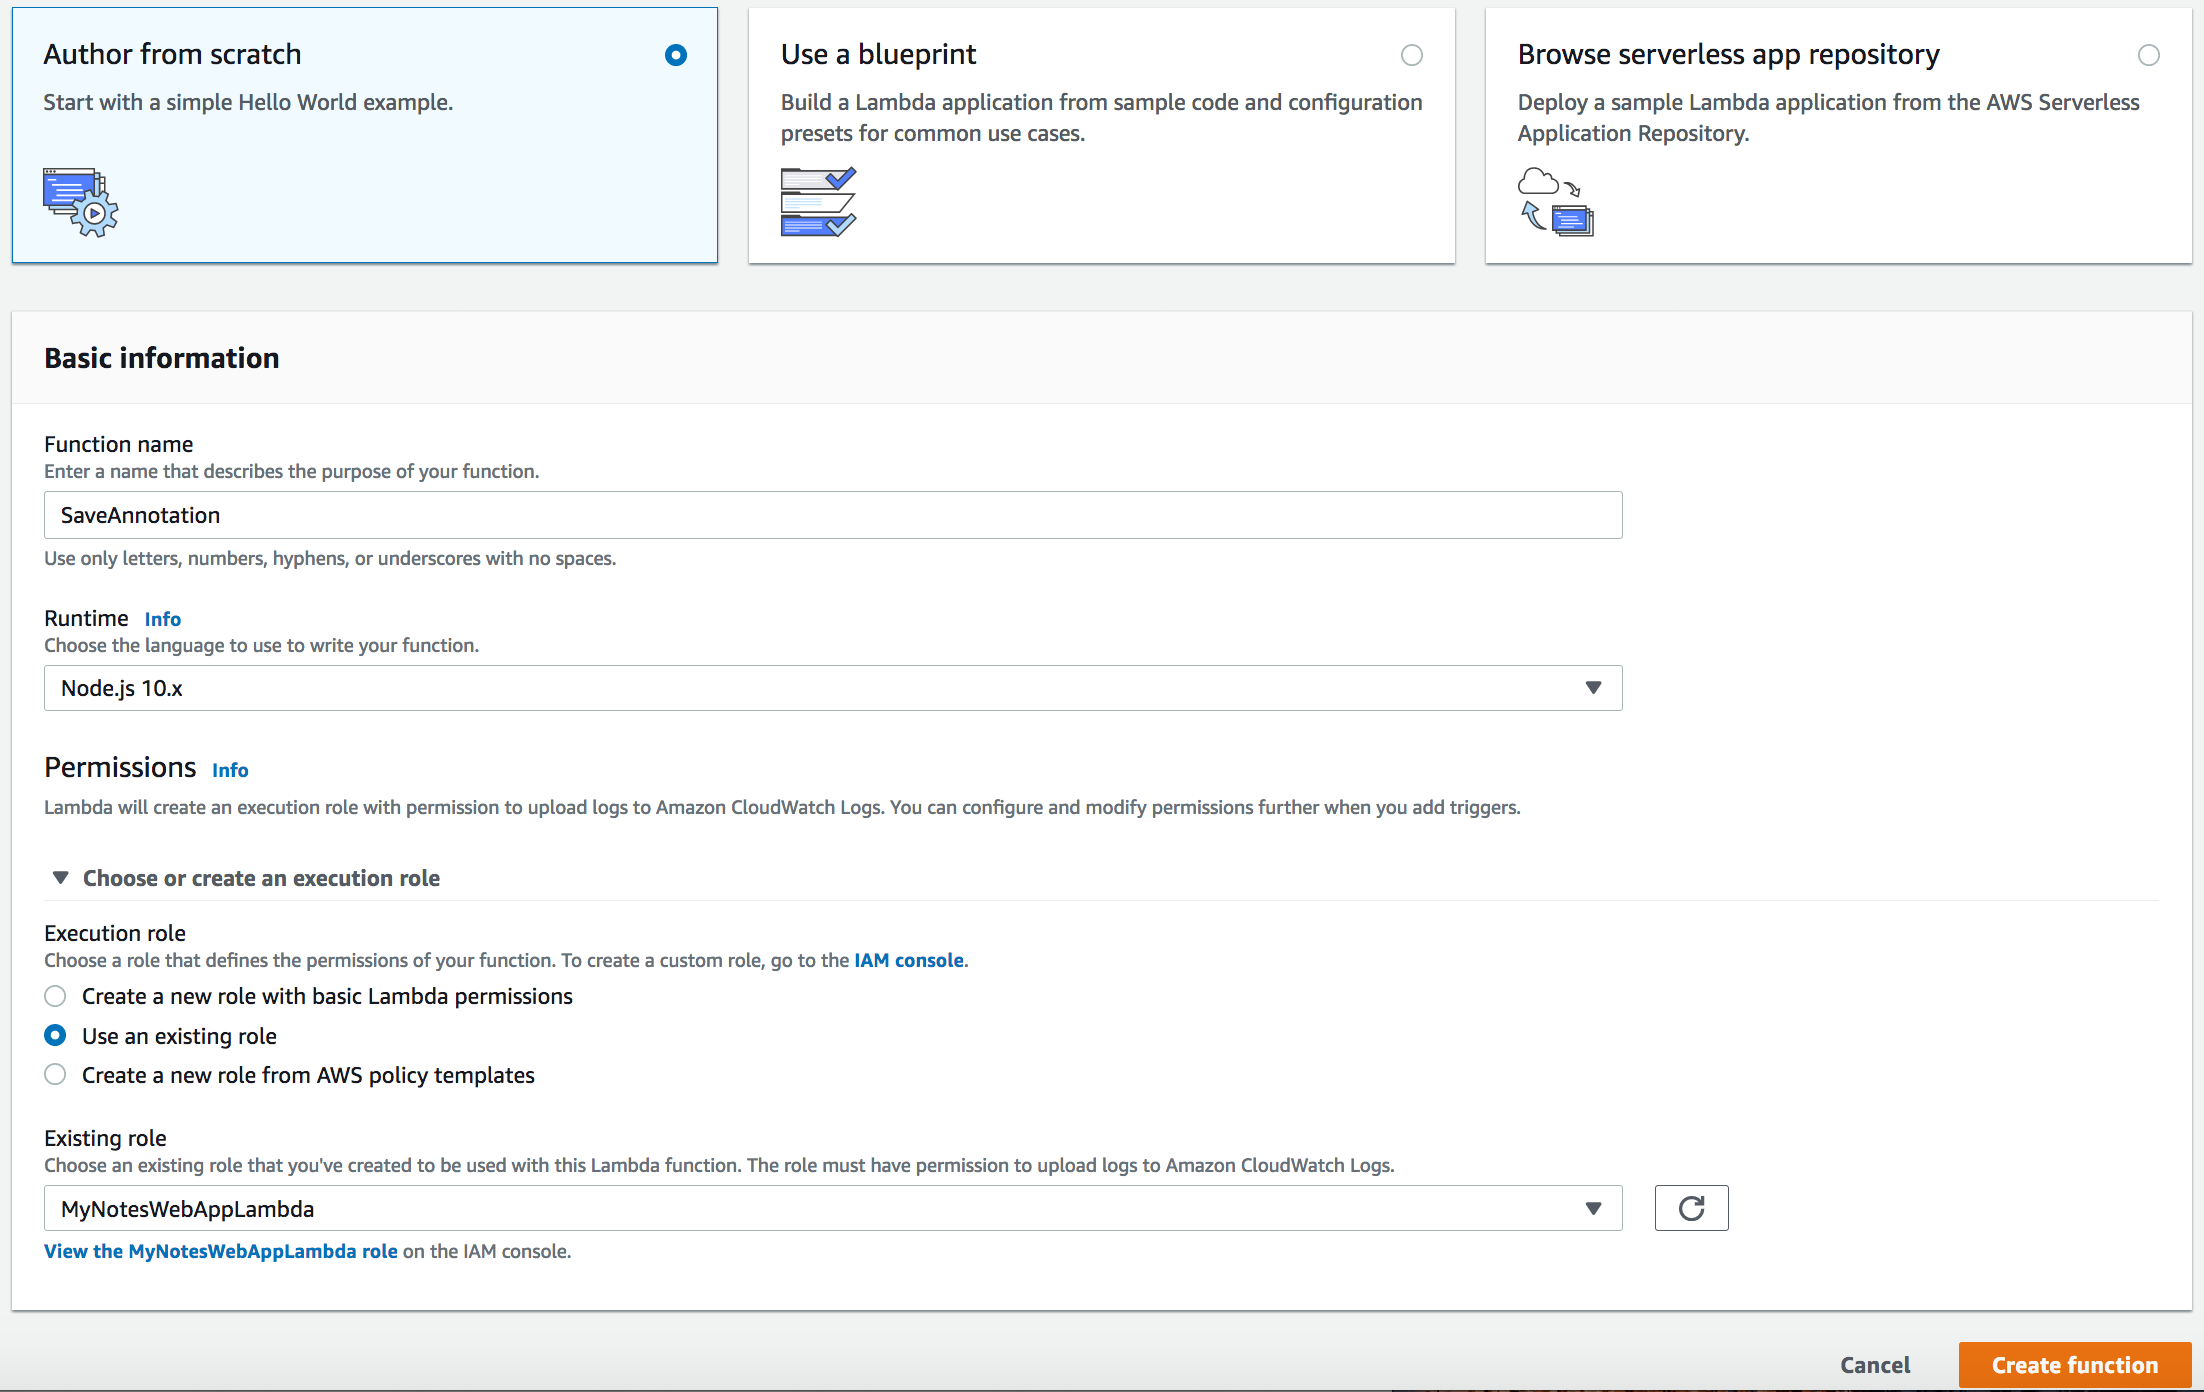 Author from scratch
Start with a simple Hello World example.
Use a blueprint
Build a Lambda application from sample code and configuration
presets for common use cases.
Browse serverless app repository
Deploy a sample Lambda application from the AWS Serverless
Application Repository.
Basic information
Function name
Enter a name that describes the purpose of your function.
SaveAnnotation
Use only letters, numbers, hyphens, or underscores with no spaces.
Runtime Info
Choose the language to use to write your function.
Node.js 10.x
Permissions Info
Lambda will create an execution role with permission to upload logs to Amazon CloudWatch Logs. You can configure and modify permissions further when you add triggers.
Choose or create an execution role
Execution role
Choose a role that defines the permissions of your function. To create a custom role, go to the IAM console.
Create a new role with basic Lambda permissions
Use an existing role
Create a new role from AWS policy templates
Existing role
Choose an existing role that you've created to be used with this Lambda function. The role must have permission to upload logs to Amazon CloudWatch Logs.
MyNotesWebAppLambda
View the MyNotesWebAppLambda role on the IAM console.
Cancel
Create function